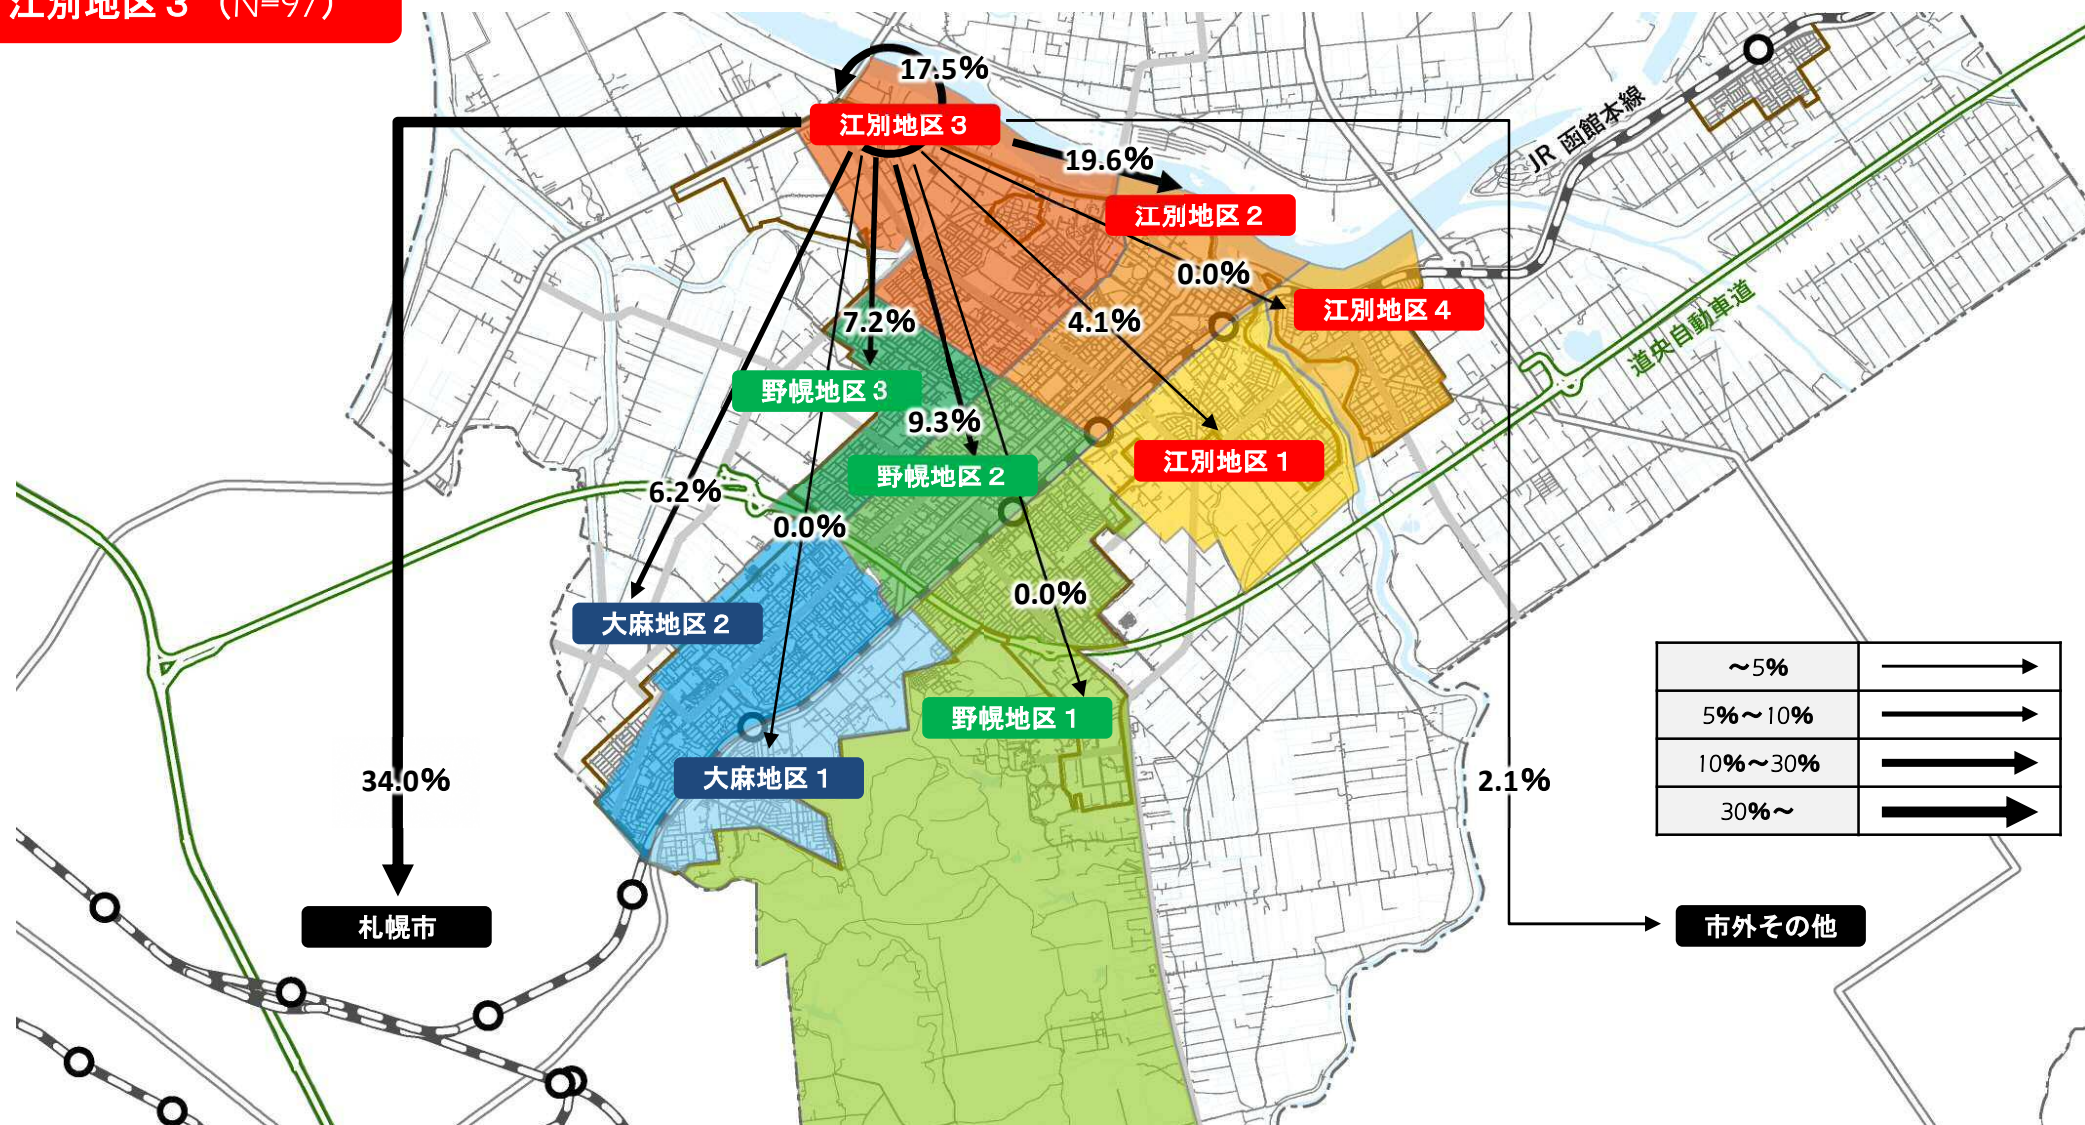 江別地区３（N=97）
17.5%
江別地区３
19.6%
江別地区２
JR 函館本線
0.0%
江別地区４
道央自動車道
7.2%
4.1%
野幌地区３
9.3%
野幌地区２
江別地区１
6.2%
0.0%
0.0%
大麻地区２
野幌地区１
大麻地区１
34.0%
2.1%
～5%
5%～10%
10%～30%
30%～
札幌市
市外その他